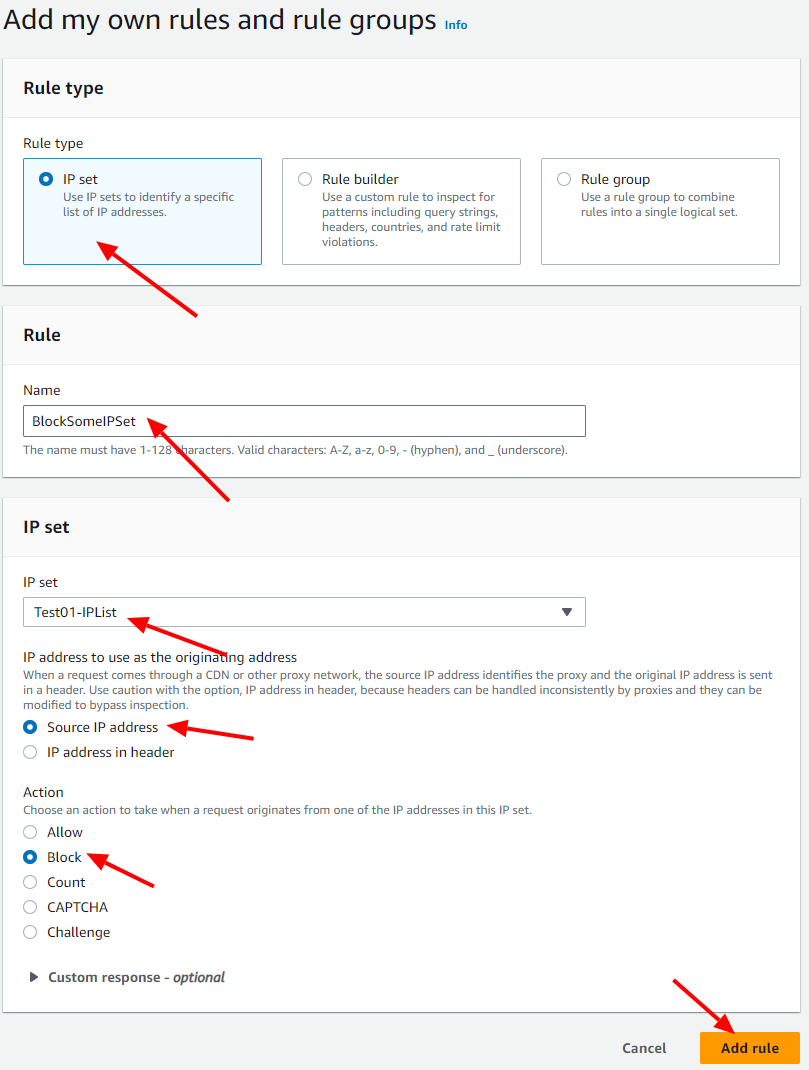 Add my own rules and rule groups Info
Rule type
Rule type
IP set
Use IP sets to identify a specific
list of IP addresses.
Rule builder
Use a custom rule to inspect for
patterns including query strings,
headers, countries, and rate limit
violations.
Rule group
Use a rule group to combine
rules into a single logical set.
Rule
Name
BlockSomeIPSet
The name must have 1-128 characters. Valid characters: A-Z, a-z, 0-9, - (hyphen), and _ (underscore).
IP set
IP set
Test01-IPList
IP address to use as the originating address
When a request comes through a CDN or other proxy network, the source IP address identifies the proxy and the original IP address is sent
in a header. Use caution with the option, IP address in header, because headers can be handled inconsistently by proxies and they can be
modified to bypass inspection.
Source IP address
IP address in header
Action
Choose an action to take when a request originates from one of the IP addresses in this IP set.
Allow
Block
Count
CAPTCHA
Challenge
Custom response - optional
Cancel
Add rule